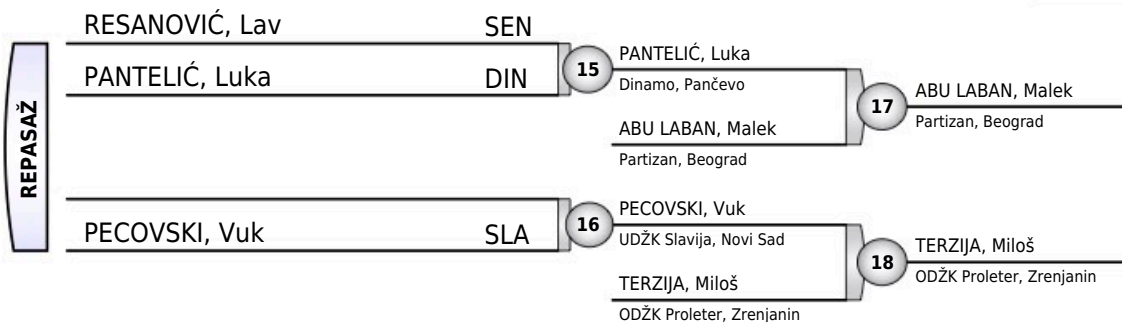 REPASAŽ
RESANOVIĆ, Lav SEN
PANTELIĆ, Luka DIN
15
PANTELIĆ, Luka
Dinamo, Pančevo
ABU LABAN, Malek
Partizan, Beograd
17
ABU LABAN, Malek
Partizan, Beograd
PECOVSKI, Vuk SLA
16
PECOVSKI, Vuk
UDŽK Slavija, Novi Sad
TERZIJA, Miloš
ODŽK Proleter, Zrenjanin
18
TERZIJA, Miloš
ODŽK Proleter, Zrenjanin